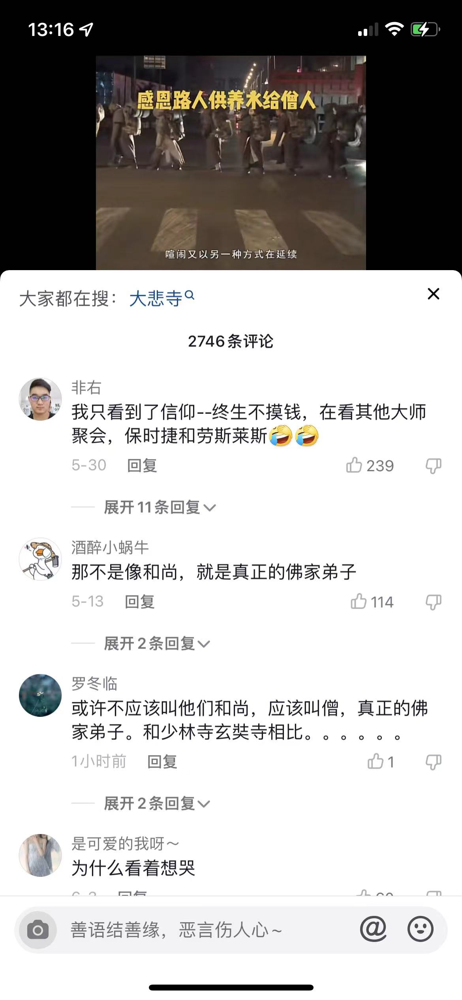 13:16
感恩路人供养水给僧人
喧闹又以另一种方式在延续
大家都在搜：大悲寺
2746条评论
非右
我只看到了信仰--终生不摸钱，在看其他大师
聚会，保时捷和劳斯莱斯🤣🤣
5-30 回复 239
展开11条回复
酒醉小蜗牛
那不是像和尚，就是真正的佛家弟子
5-13 回复 114
展开2条回复
罗冬临
或许不应该叫他们和尚，应该叫僧，真正的佛
家弟子。和少林寺玄奘寺相比。。。。。。
1小时前 回复 1
展开2条回复
是可爱的我呀～
为什么看着想哭
回复
善语结善缘，恶言伤人心~
@